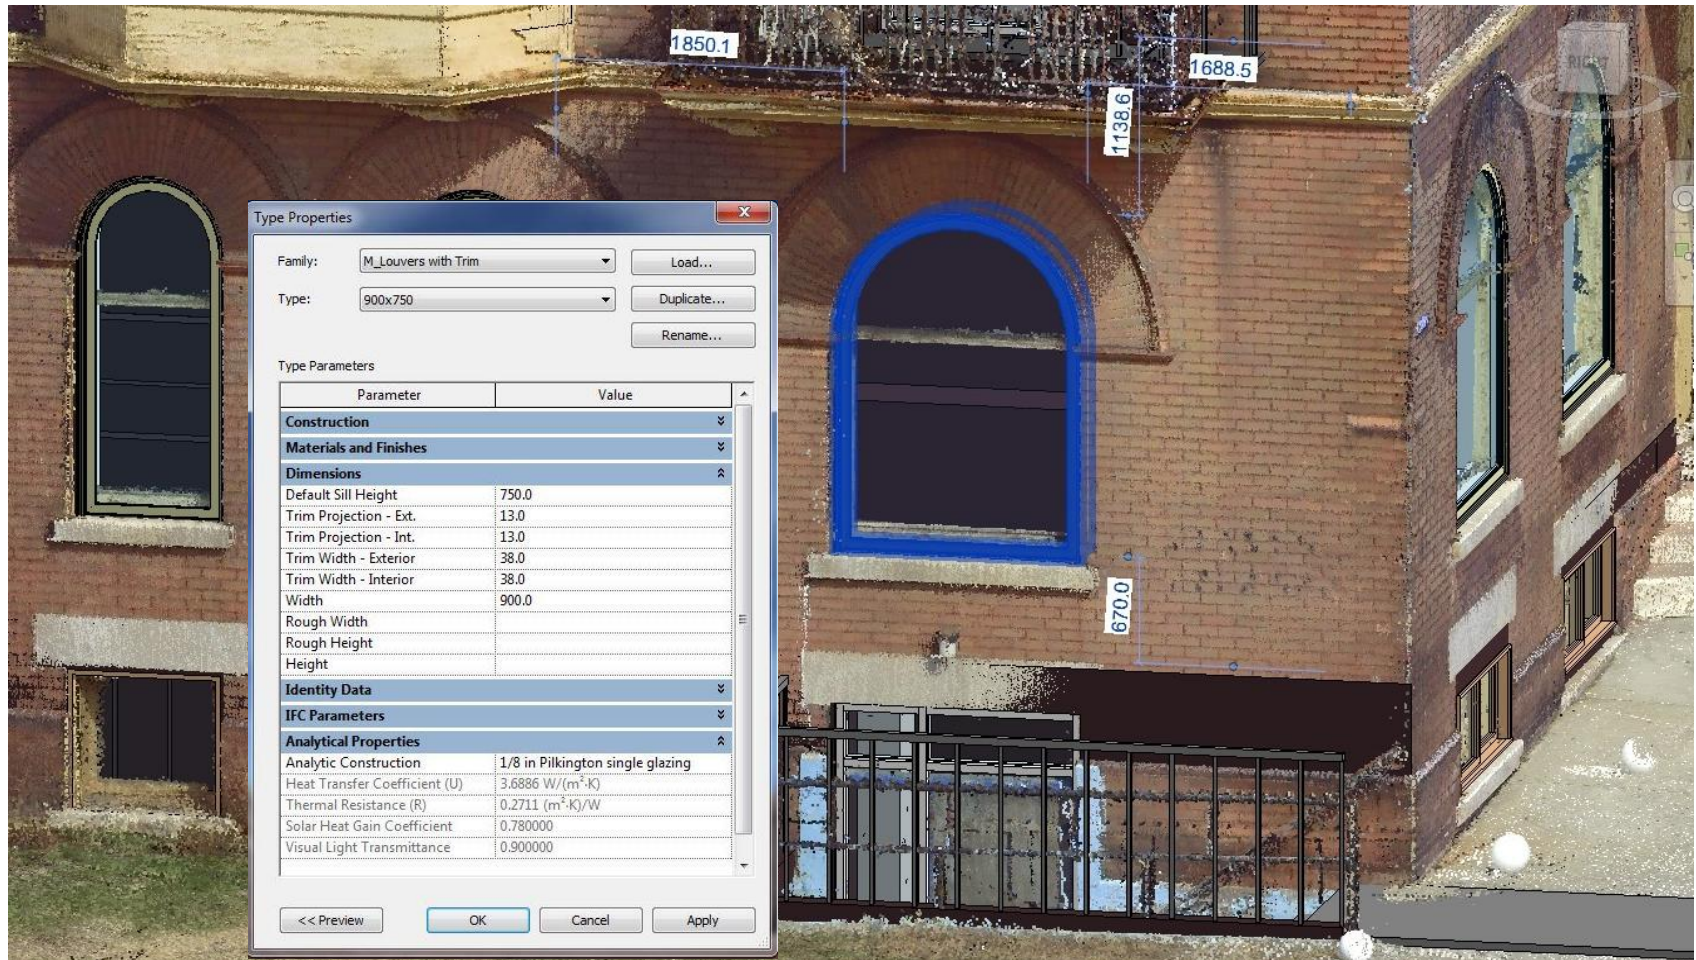 1850.1
1688.5
1138.6
RIGHT
Type Properties
Family: M_Louvers with Trim Load...
Type: 900x750 Duplicate...
Rename...
Type Parameters
Parameter Value
Construction
Materials and Finishes
Dimensions
Default Sill Height 750.0
Trim Projection - Ext. 13.0
Trim Projection - Int. 13.0
Trim Width - Exterior 38.0
Trim Width - Interior 38.0
Width 900.0
Rough Width
Rough Height
Height
Identity Data
IFC Parameters
Analytical Properties
Analytic Construction 1/8 in Pilkington single glazing
Heat Transfer Coefficient (U) 3.6886 W/(m²·K)
Thermal Resistance (R) 0.2711 (m²·K)/W
Solar Heat Gain Coefficient 0.780000
Visual Light Transmittance 0.900000
<< Preview OK Cancel Apply
670.0